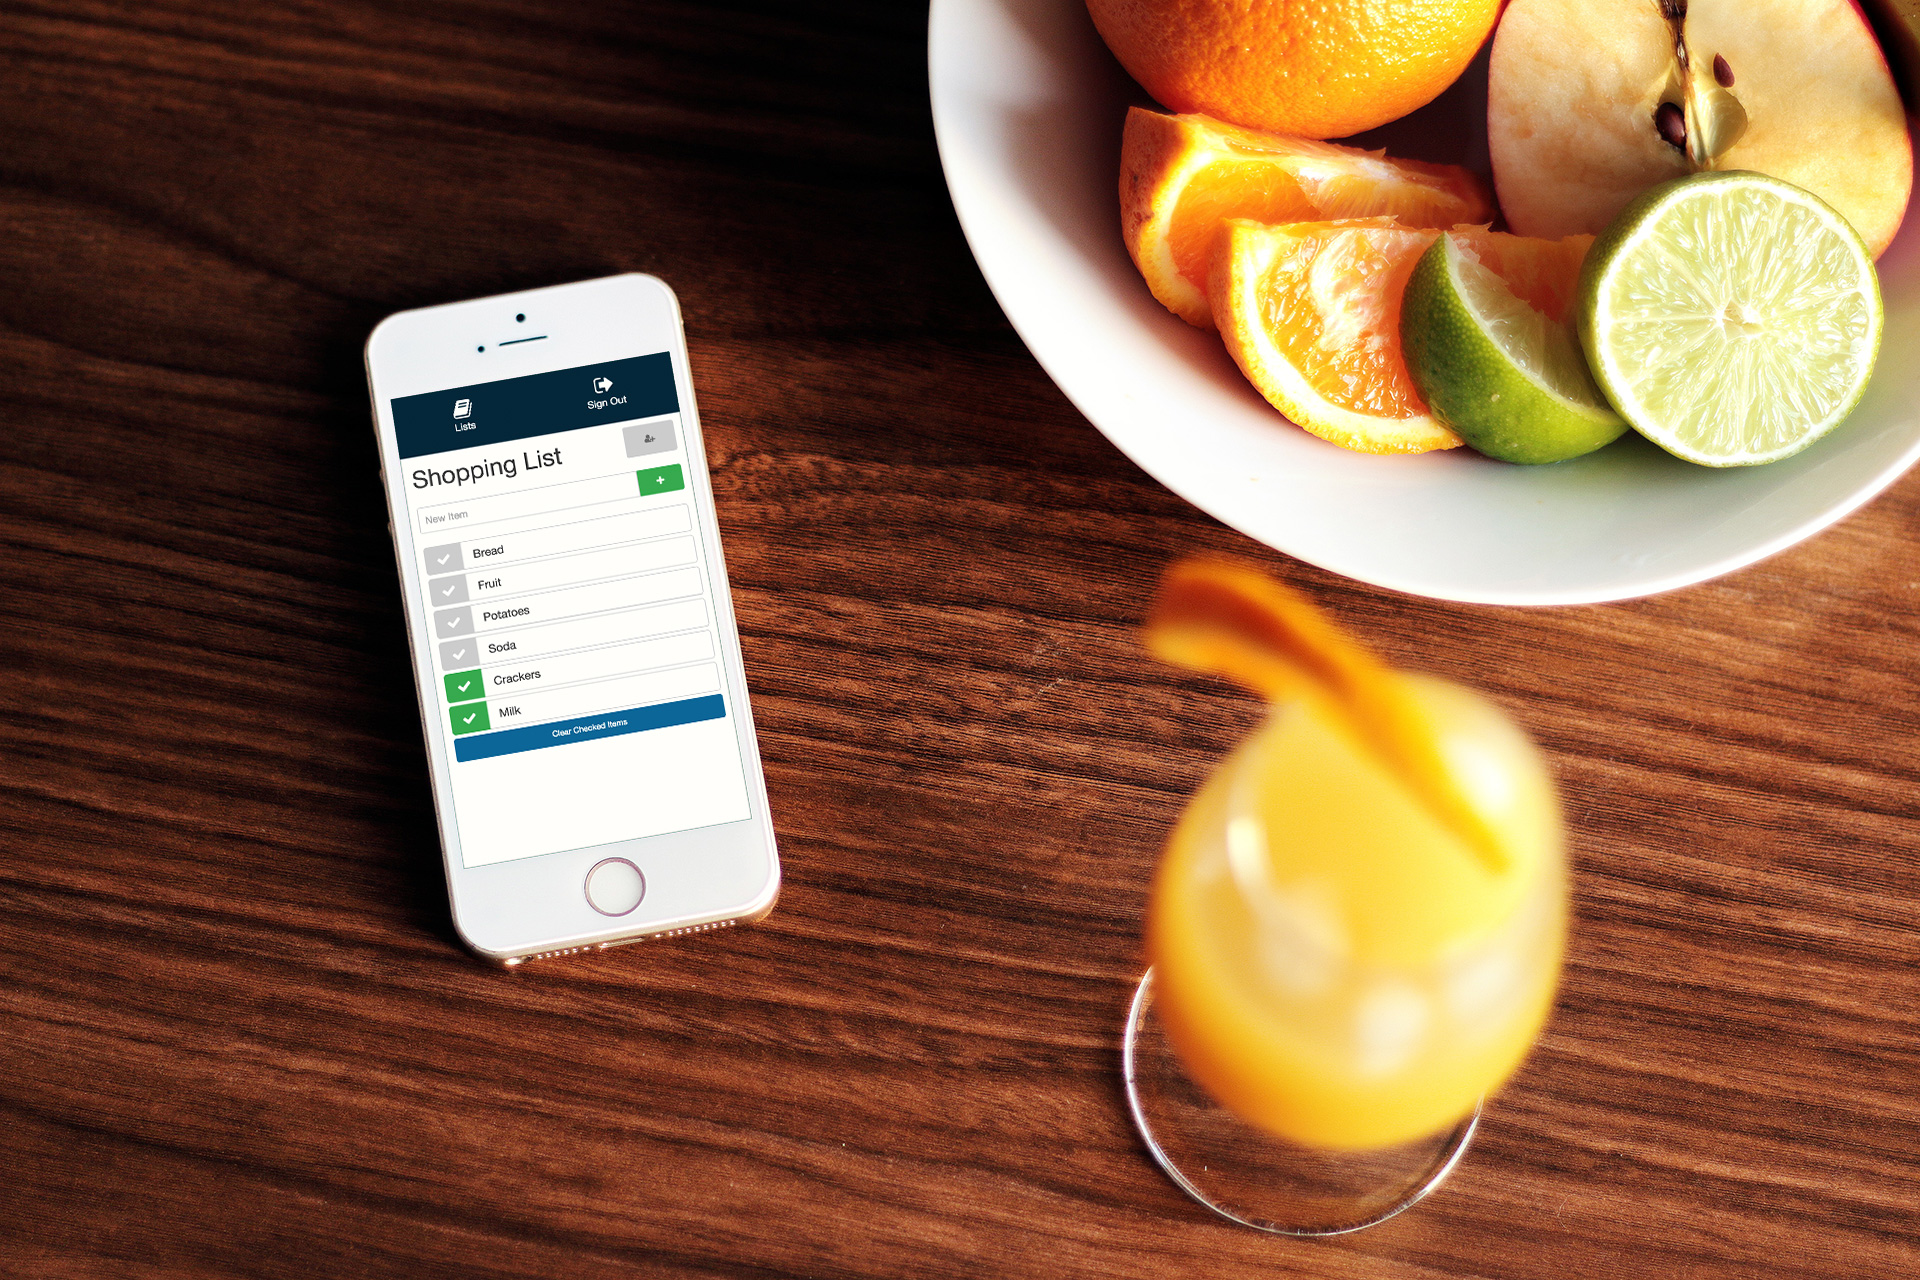 Lists
Sign Out
Shopping List
New Item
Bread
Fruit
Potatoes
Soda
Crackers
Milk
Clear Checked Items